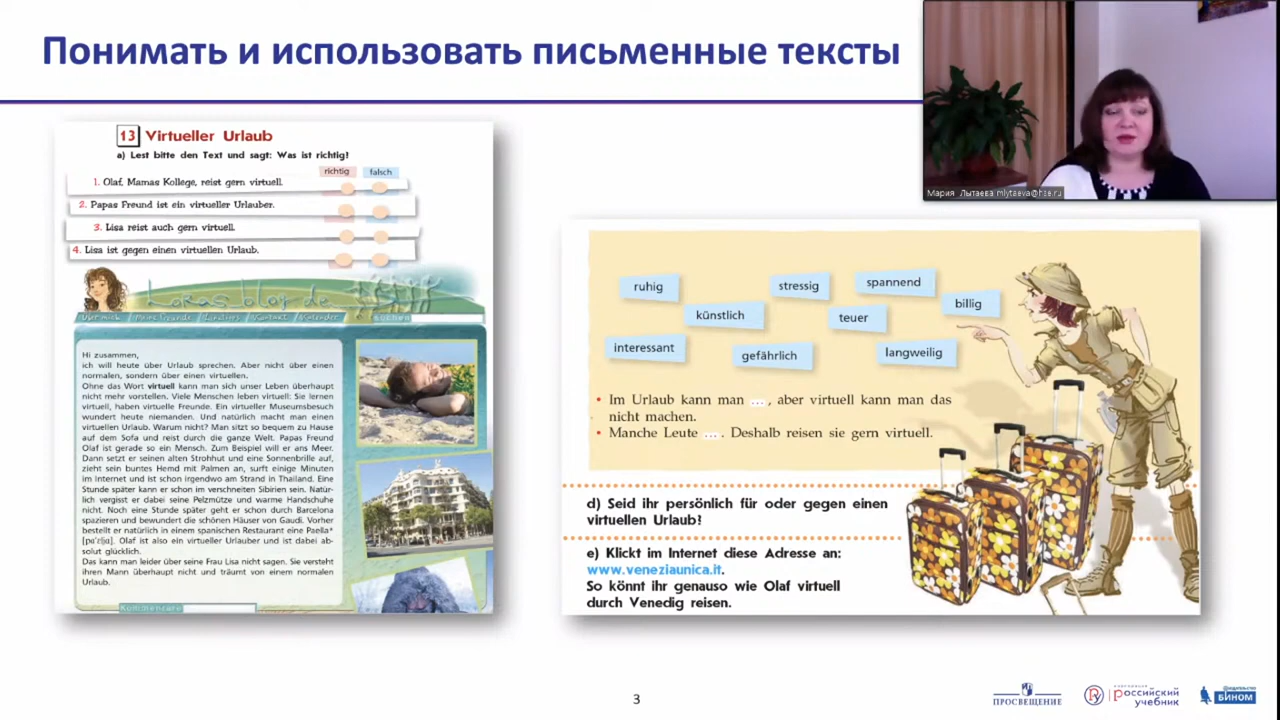 Понимать и использовать письменные тексты
Мария Лытаева mlytaeva@hse.ru
13 Virtueller Urlaub
a) Lest bitte den Text und sagt: Was ist richtig?
richtig falsch
1. Olaf, Mamas Kollege, reist gern virtuell.
2. Papas Freund ist ein virtueller Urlauber.
3. Lisa reist auch gern virtuell.
4. Lisa ist gegen einen virtuellen Urlaub.
Loras blog.de
Über mich / Meine Freunde / / Kontakt / Kalender
Suchen
Hi zusammen,
ich will heute über Urlaub sprechen. Aber nicht über einen
normalen, sondern über einen virtuellen.
Ohne das Wort virtuell kann man sich unser Leben überhaupt
nicht mehr vorstellen. Viele Menschen leben virtuell: Sie lernen
virtuell, haben virtuelle Freunde. Ein virtueller Museumsbesuch
wundert heute niemanden. Und natürlich macht man einen
virtuellen Urlaub. Warum nicht? Man sitzt so bequem zu Hause
auf dem Sofa und reist durch die ganze Welt. Papas Freund
Olaf ist gerade so ein Mensch. Zum Beispiel will er ans Meer.
Dann setzt er seinen alten Strohhut und eine Sonnenbrille auf,
zieht sein buntes Hemd mit Palmen an, surft einige Minuten
im Internet und ist schon irgendwo am Strand in Thailand. Eine
Stunde später kann er schon im verschneiten Sibirien sein. Natür-
lich vergisst er dabei seine Pelzmütze und warme Handschuhe
nicht. Noch eine Stunde später geht er schon durch Barcelona
spazieren und bewundert die schönen Häuser von Gaudi. Vorher
bestellt er natürlich in einem spanischen Restaurant eine Paella*
[pa'ɛlja]. Olaf ist also ein virtueller Urlauber und ist dabei ab-
solut glücklich.
Das kann man leider über seine Frau Lisa nicht sagen. Sie versteht
ihren Mann überhaupt nicht und träumt von einem normalen
Urlaub.
Kommentare
ruhig
stressig
spannend
künstlich
teuer
billig
interessant
gefährlich
langweilig
• Im Urlaub kann man ... , aber virtuell kann man das
nicht machen.
• Manche Leute ... . Deshalb reisen sie gern virtuell.
d) Seid ihr persönlich für oder gegen einen
virtuellen Urlaub?
e) Klickt im Internet diese Adresse an:
www.veneziaunica.it.
So könnt ihr genauso wie Olaf virtuell
durch Venedig reisen.
3
ПРОСВЕЩЕНИЕ
российский
учебник
БИНОМ